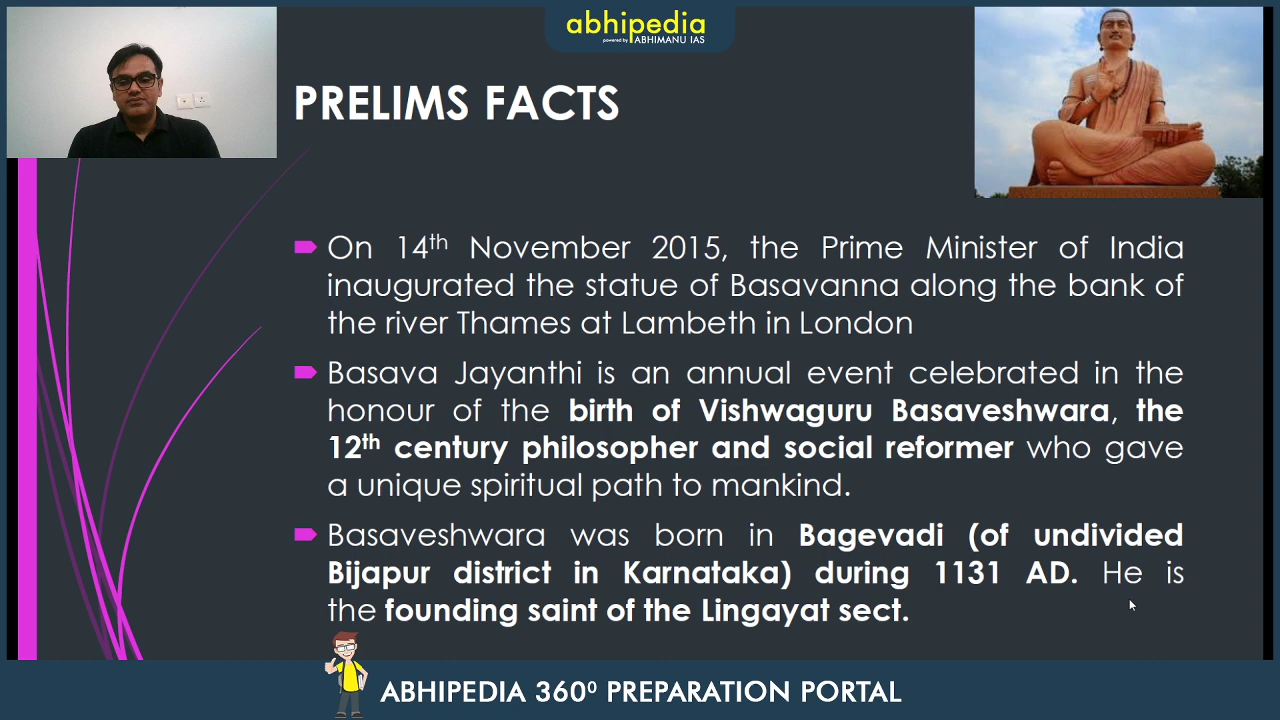 abhipedia
powered by ABHIMANU IAS
PRELIMS FACTS
On 14th November 2015, the Prime Minister of India
inaugurated the statue of Basavanna along the bank of
the river Thames at Lambeth in London
Basava Jayanthi is an annual event celebrated in the
honour of the birth of Vishwaguru Basaveshwara, the
12th century philosopher and social reformer who gave
a unique spiritual path to mankind.
Basaveshwara was born in Bagevadi (of undivided
Bijapur district in Karnataka) during 1131 AD. He is
the founding saint of the Lingayat sect.
ABHIPEDIA 360⁰ PREPARATION PORTAL